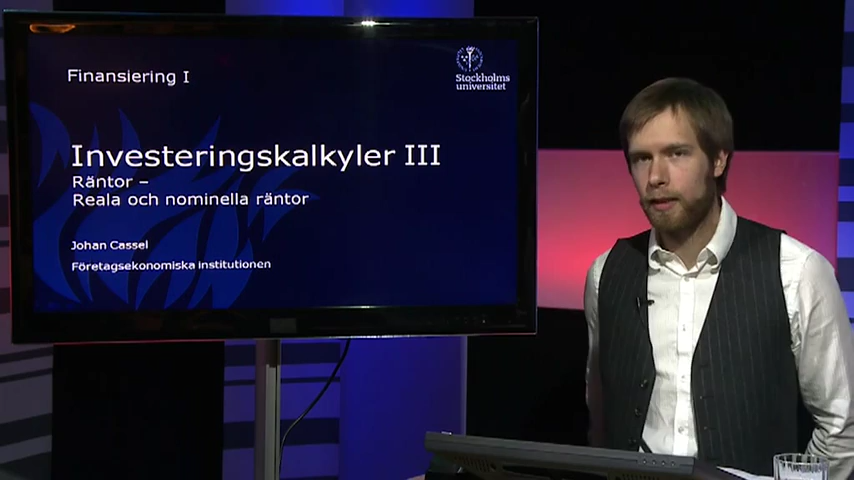 Finansiering I
Stockholms
universitet
Investeringskalkyler III
Räntor –
Reala och nominella räntor
Johan Cassel
Företagsekonomiska institutionen